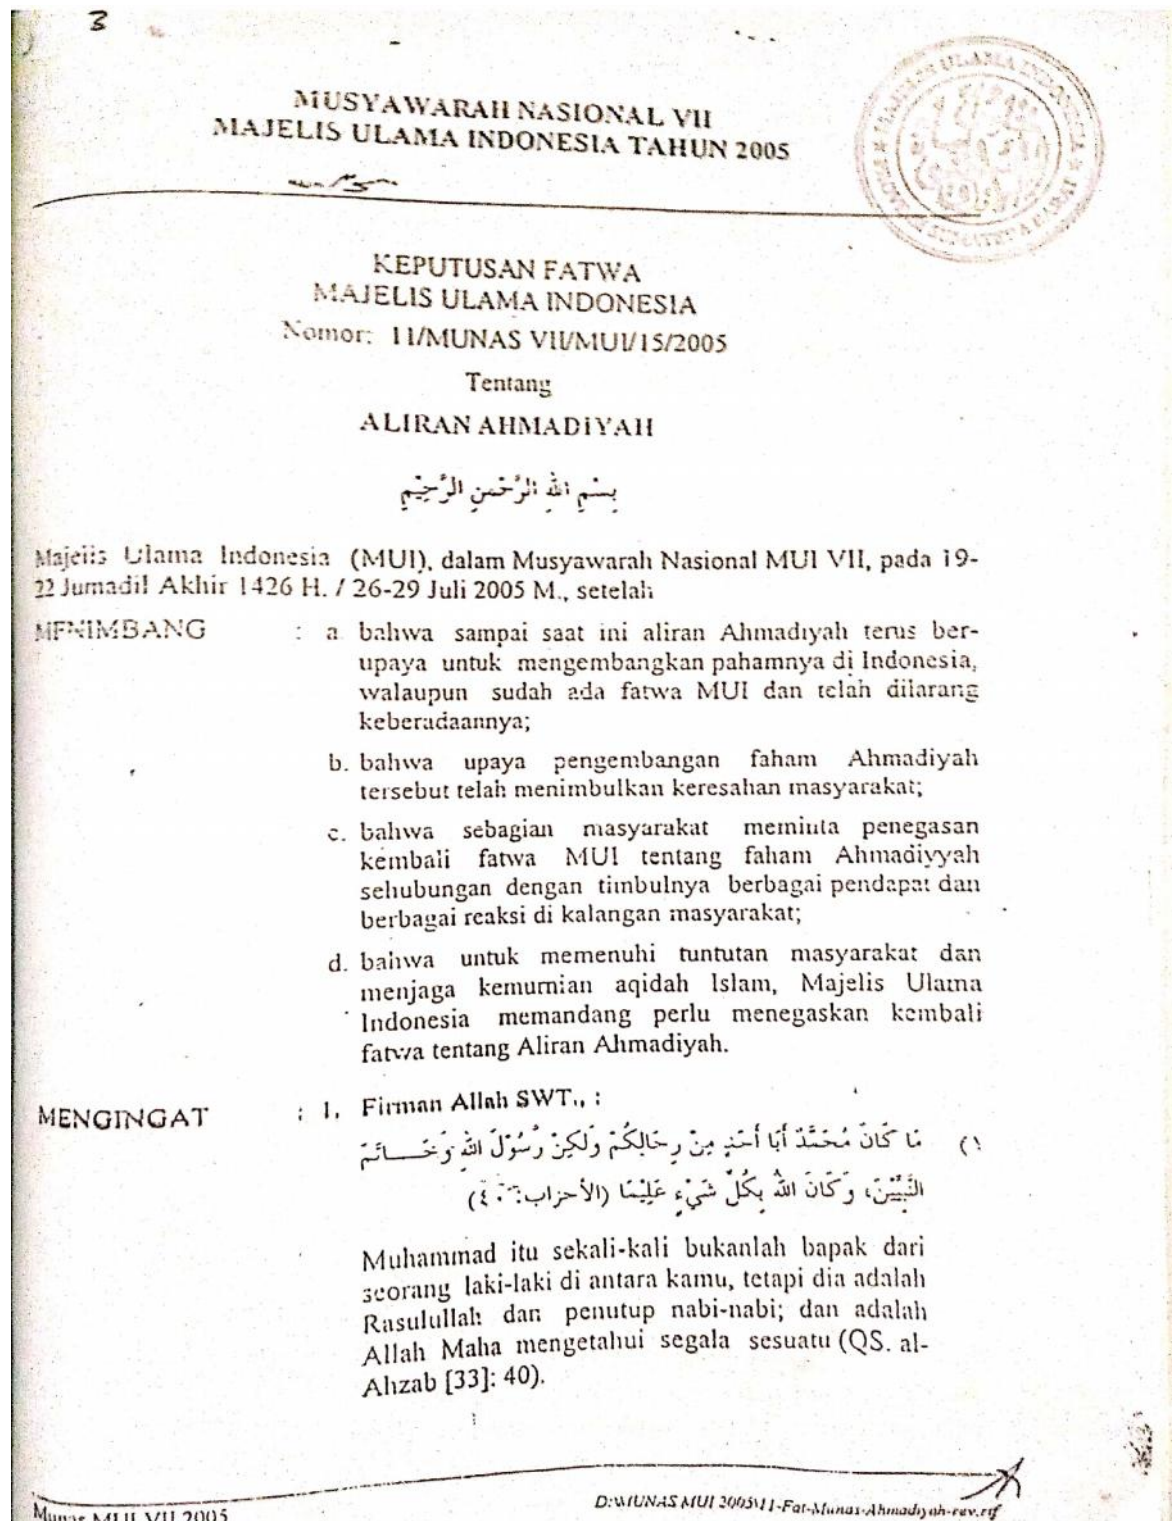 3
MAJELIS ULAMA INDONESIA
MUSYAWARAH NASIONAL VII
MAJELIS ULAMA INDONESIA TAHUN 2005
KEPUTUSAN FATWA
MAJELIS ULAMA INDONESIA
Nomor: 11/MUNAS VII/MUI/15/2005
Tentang
ALIRAN AHMADIYAH
بِسْمِ اللهِ الرَّحْمنِ الرَّحِيْمِ
Majelis Ulama Indonesia (MUI), dalam Musyawarah Nasional MUI VII, pada 19-
22 Jumadil Akhir 1426 H. / 26-29 Juli 2005 M., setelah
MENIMBANG : a bahwa sampai saat ini aliran Ahmadiyah terus ber-
upaya untuk mengembangkan pahamnya di Indonesia,
walaupun sudah ada fatwa MUI dan telah dilarang
keberadaannya;
b. bahwa upaya pengembangan faham Ahmadiyah
tersebut telah menimbulkan keresahan masyarakat;
c. bahwa sebagian masyarakat meminta penegasan
kembali fatwa MUI tentang faham Ahmadiyyah
sehubungan dengan timbulnya berbagai pendapat dan
berbagai reaksi di kalangan masyarakat;
d. bahwa untuk memenuhi tuntutan masyarakat dan
menjaga kemurnian aqidah Islam, Majelis Ulama
Indonesia memandang perlu menegaskan kembali
fatwa tentang Aliran Ahmadiyah.
MENGINGAT : 1. Firman Allah SWT., :
١) مَا كَانَ مُحَمَّدٌ أَبَا أَحَدٍ مِنْ رِجَالِكُمْ وَلَكِنْ رَسُوْلَ اللهِ وَخَـــاتَمَ
النَّبِيِّيْنَ، وَكَانَ اللهُ بِكُلِّ شَيْءٍ عَلِيْمًا (الأحزاب: ٤٠)
Muhammad itu sekali-kali bukanlah bapak dari
seorang laki-laki di antara kamu, tetapi dia adalah
Rasulullah dan penutup nabi-nabi; dan adalah
Allah Maha mengetahui segala sesuatu (QS. al-
Ahzab [33]: 40).
Munas MUI VII 2005
D:\MUNAS MUI 2005\11-Fat-Munas-Ahmadiyah-rev.rtf